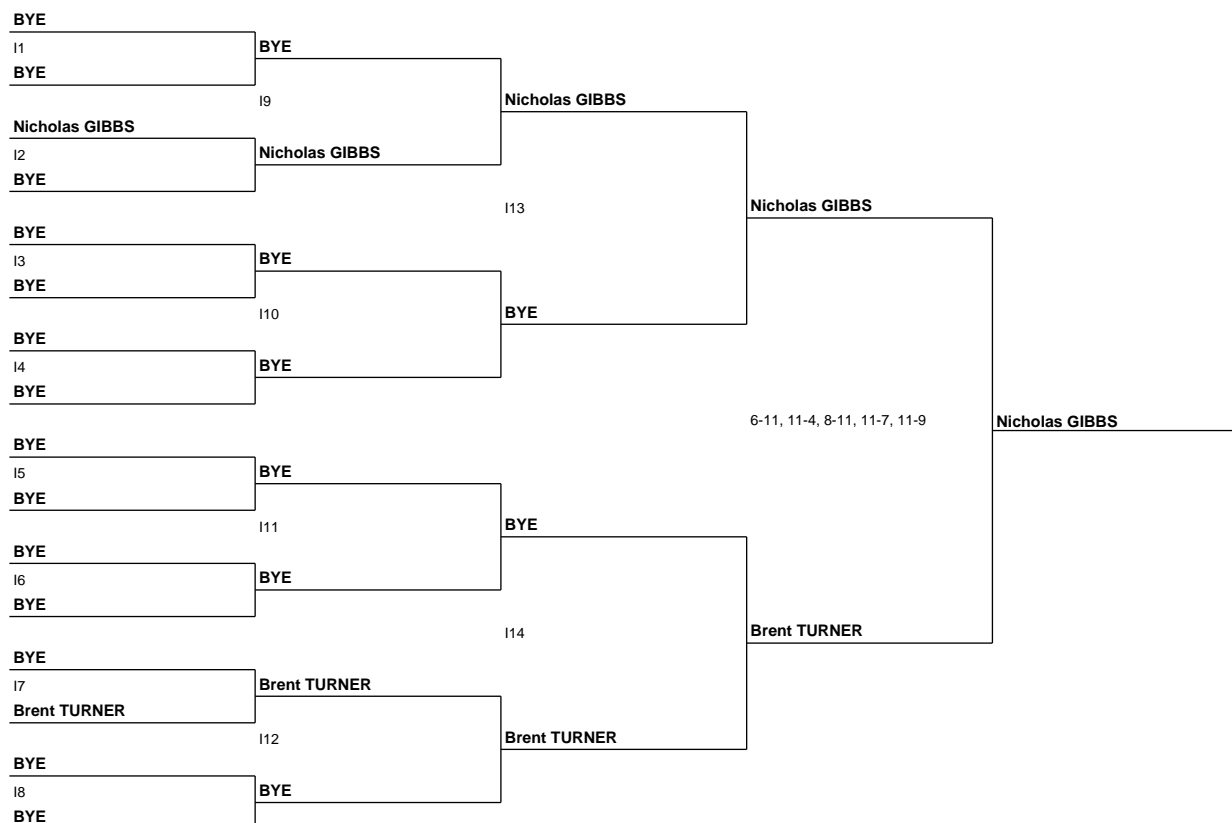 BYE
I1
BYE
BYE
I9
Nicholas GIBBS
Nicholas GIBBS
I2
BYE
Nicholas GIBBS
I13
Nicholas GIBBS
BYE
I3
BYE
BYE
I10
BYE
BYE
I4
BYE
BYE
6-11, 11-4, 8-11, 11-7, 11-9
Nicholas GIBBS
BYE
I5
BYE
BYE
I11
BYE
BYE
I6
BYE
BYE
I14
Brent TURNER
BYE
I7
Brent TURNER
Brent TURNER
I12
Brent TURNER
BYE
I8
BYE
BYE